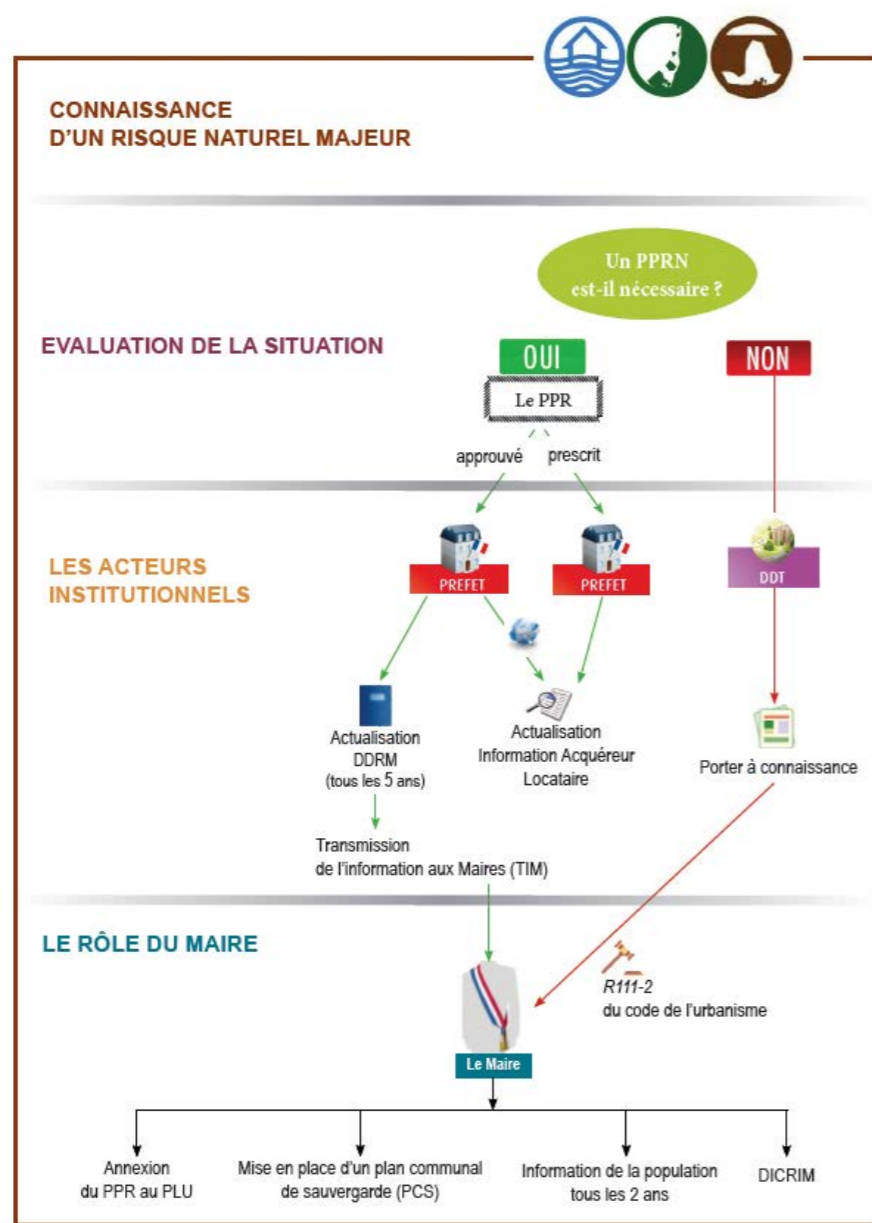 CONNAISSANCE
D'UN RISQUE NATUREL MAJEUR
Un PPRN
est-il nécessaire ?
EVALUATION DE LA SITUATION
OUI
NON
Le PPR
approuvé
prescrit
LES ACTEURS
INSTITUTIONNELS
PREFET
PREFET
DDT
Actualisation
DDRM
(tous les 5 ans)
Actualisation
Information Acquéreur
Locataire
Porter à connaissance
Transmission
de l'information aux Maires (TIM)
LE RÔLE DU MAIRE
R111-2
du code de l'urbanisme
Le Maire
Annexion
du PPR au PLU
Mise en place d'un plan communal
de sauvergarde (PCS)
Information de la population
tous les 2 ans
DICRIM